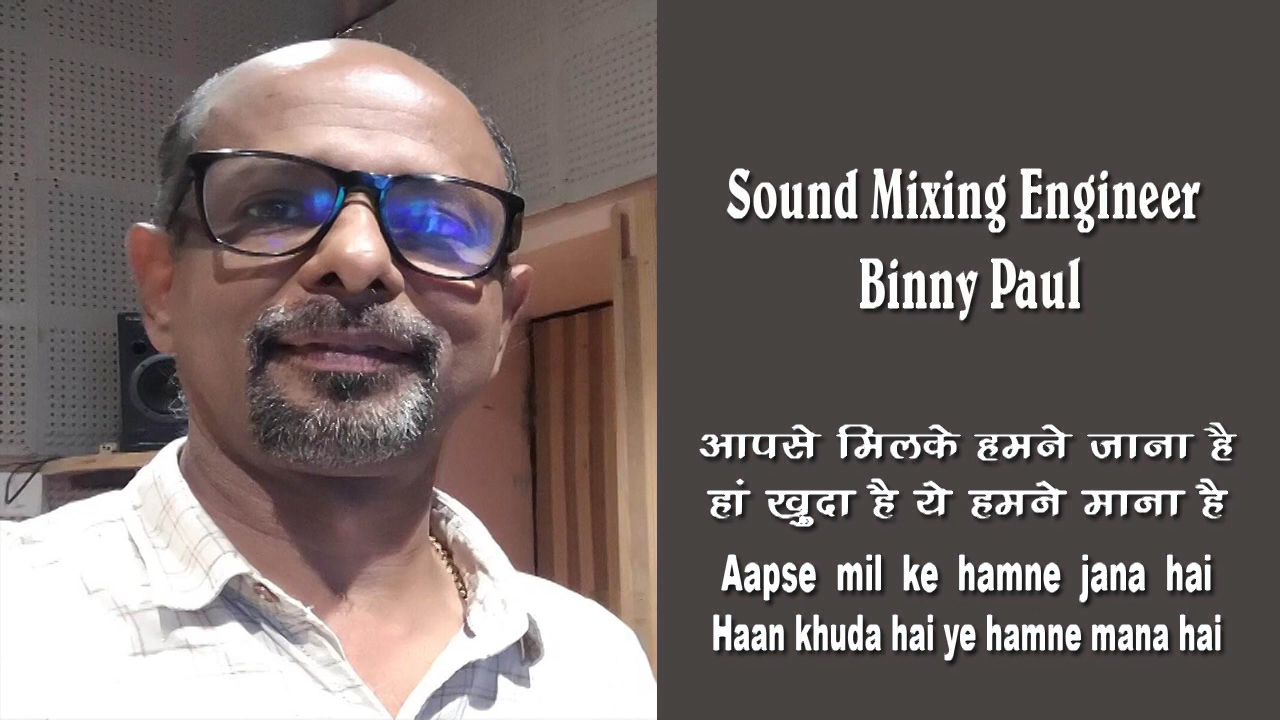 Sound Mixing Engineer
Binny Paul
आपसे मिलके हमने जाना है
हां खुदा है ये हमने माना है
Aapse mil ke hamne jana hai
Haan khuda hai ye hamne mana hai